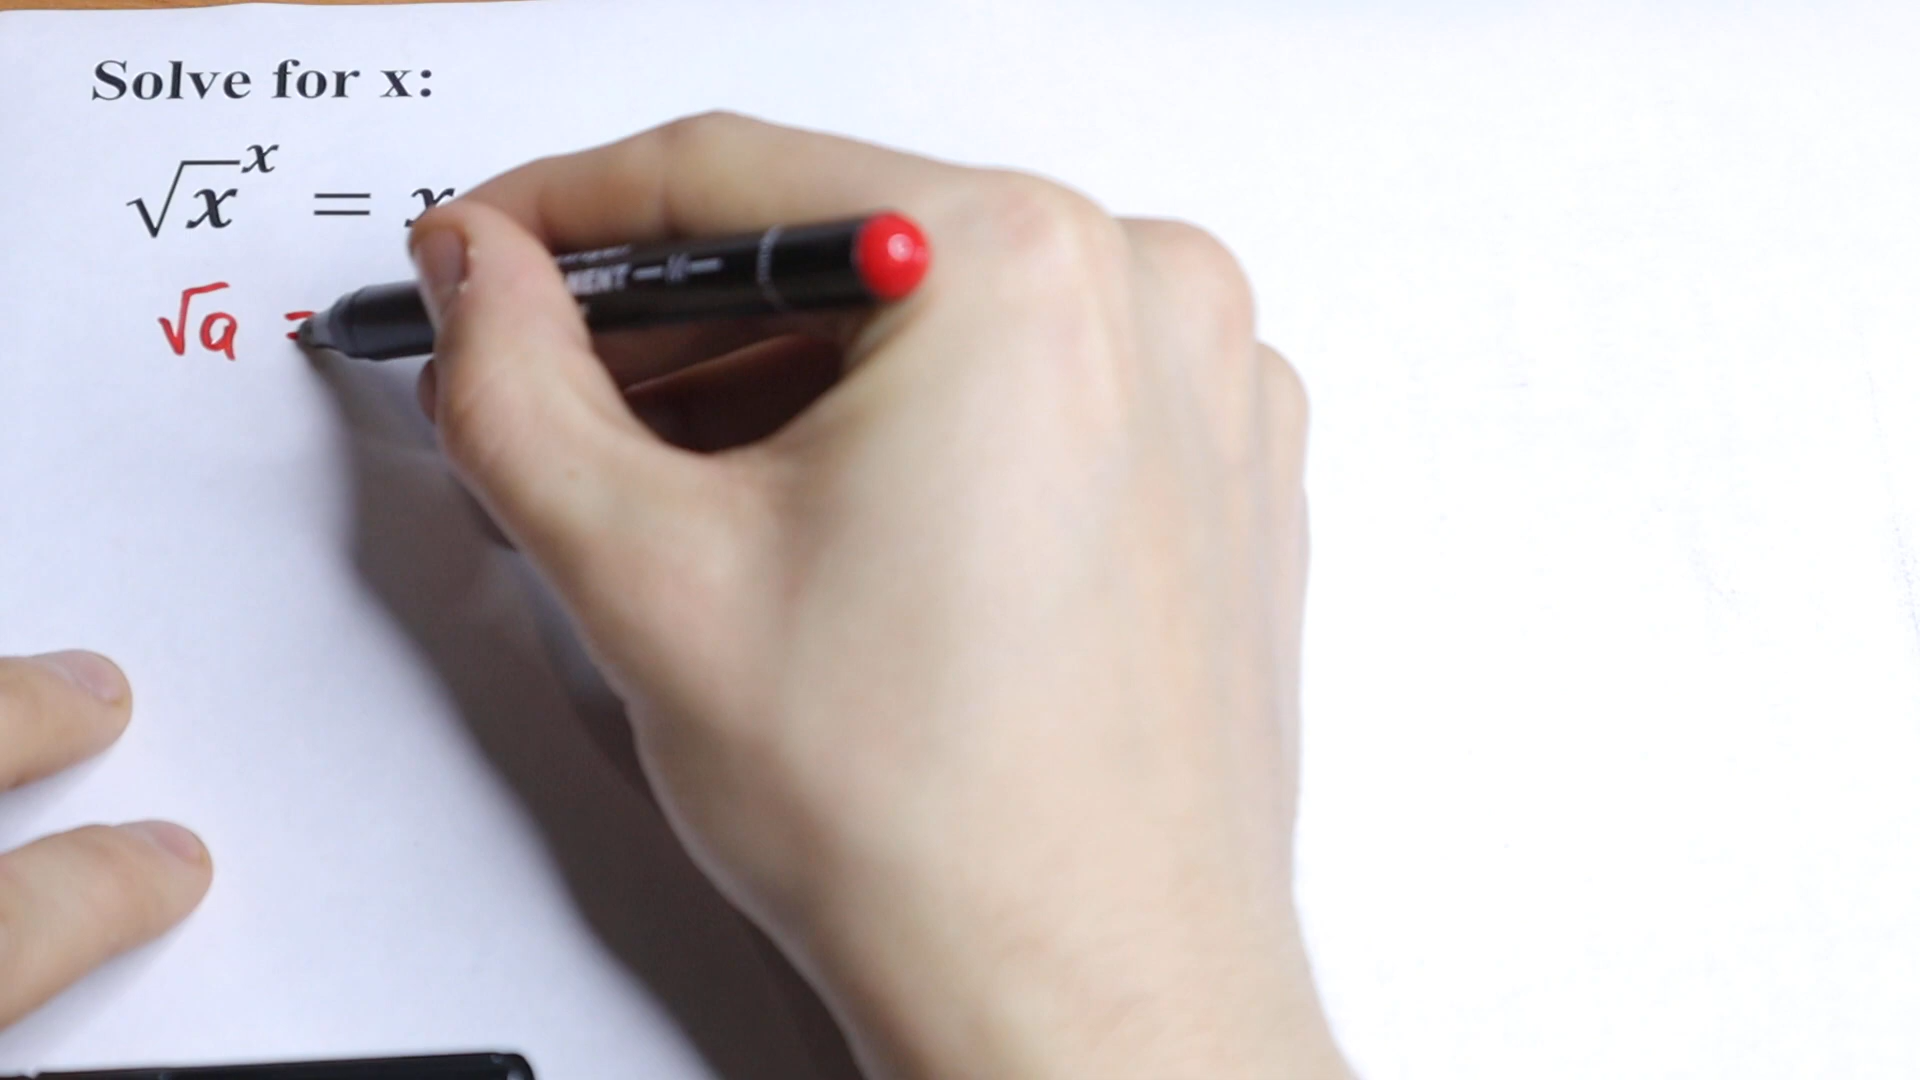 Solve for x:
√x^x = x
√a =